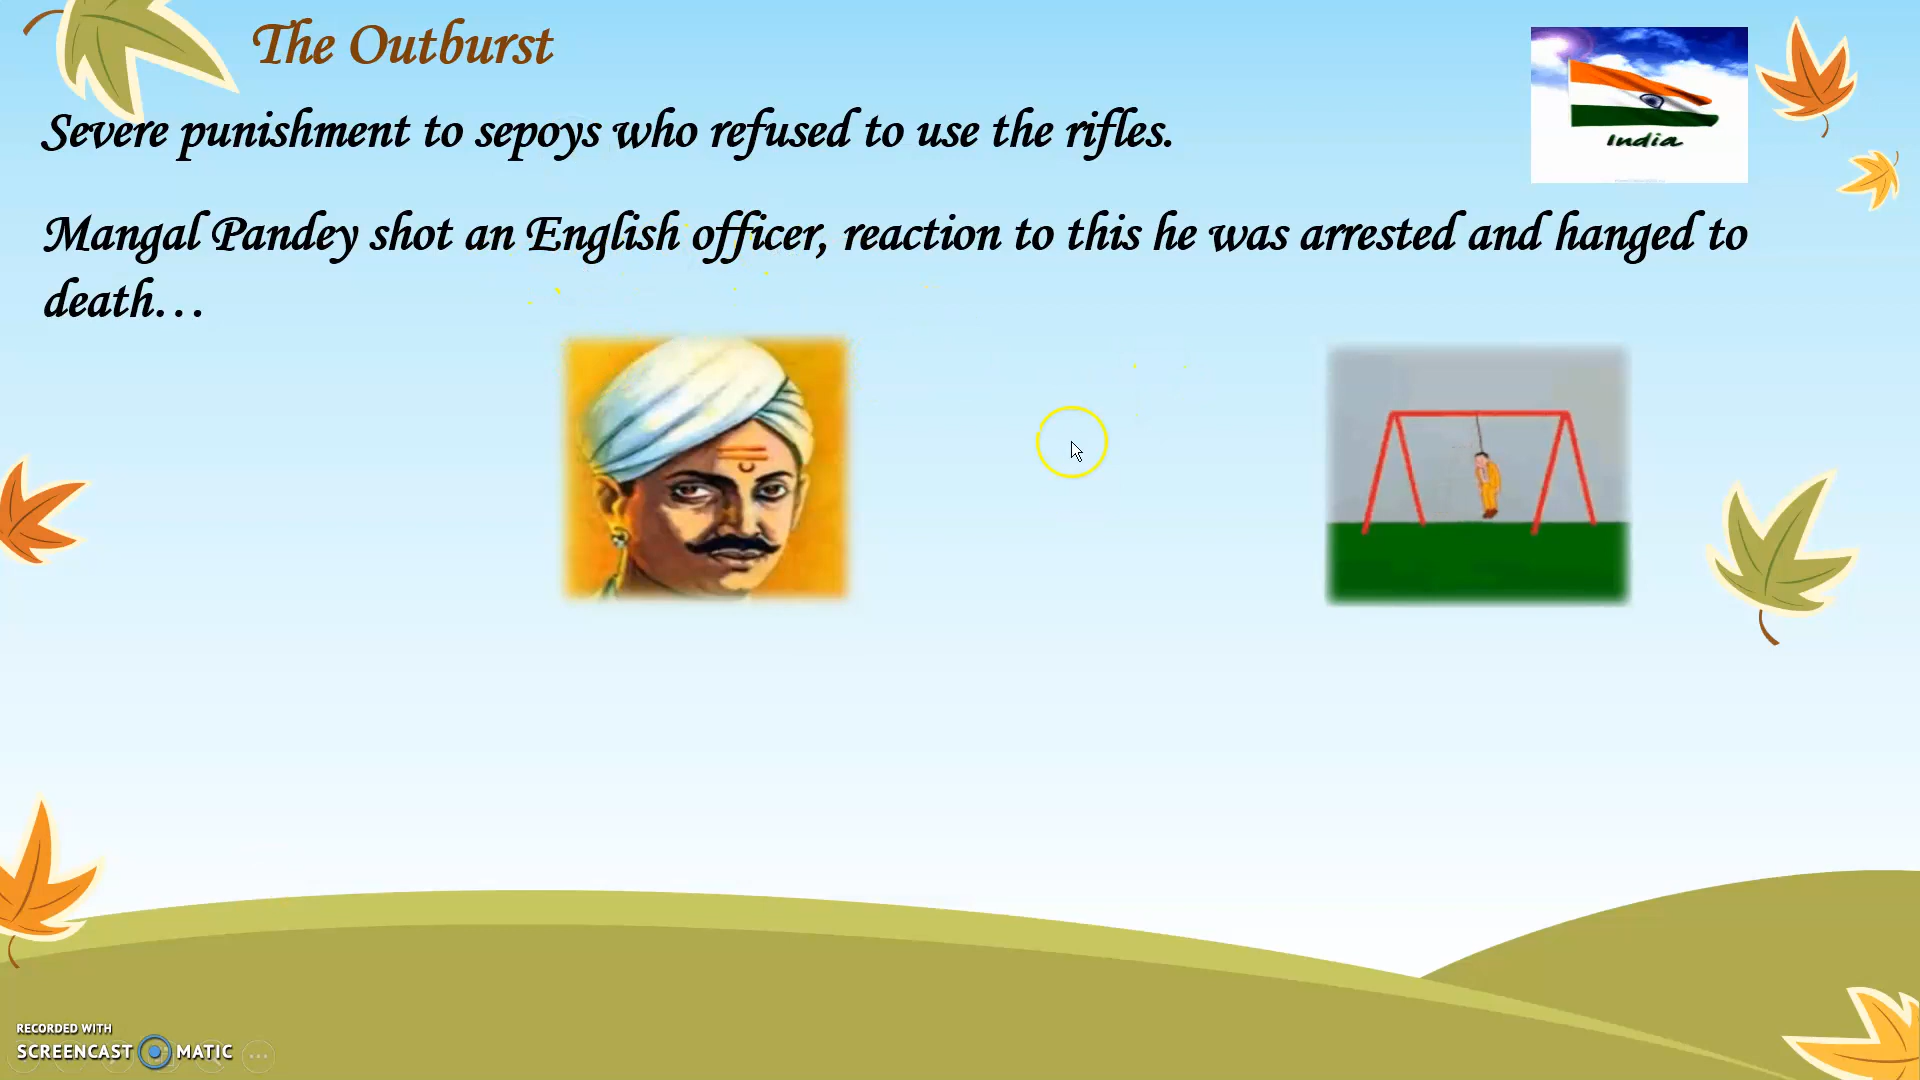 The Outburst
Severe punishment to sepoys who refused to use the rifles.
India
Mangal Pandey shot an English officer, reaction to this he was arrested and hanged to
death...
RECORDED WITH
SCREENCAST MATIC